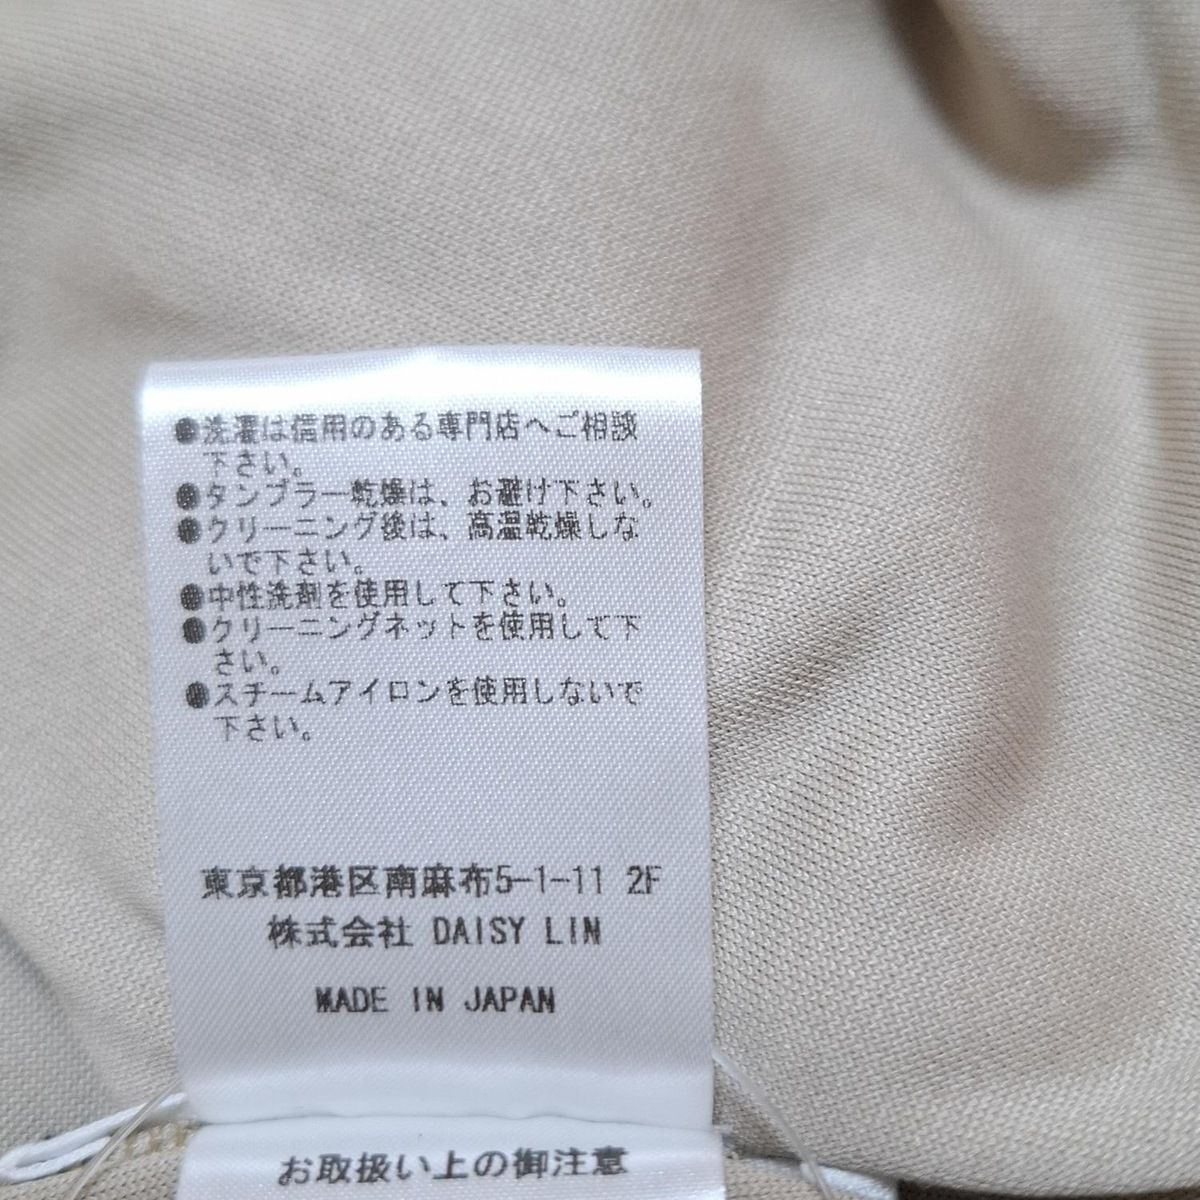 ●洗濯は信用のある専門店へご相談
下さい。
●タンブラー乾燥は、お避け下さい。
●クリーニング後は、高温乾燥しな
いで下さい。
●中性洗剤を使用して下さい。
●クリーニングネットを使用して下
さい。
●スチームアイロンを使用しないで
下さい。
東京都港区南麻布5-1-11 2F
株式会社 DAISY LIN
MADE IN JAPAN
お取扱い上の御注意